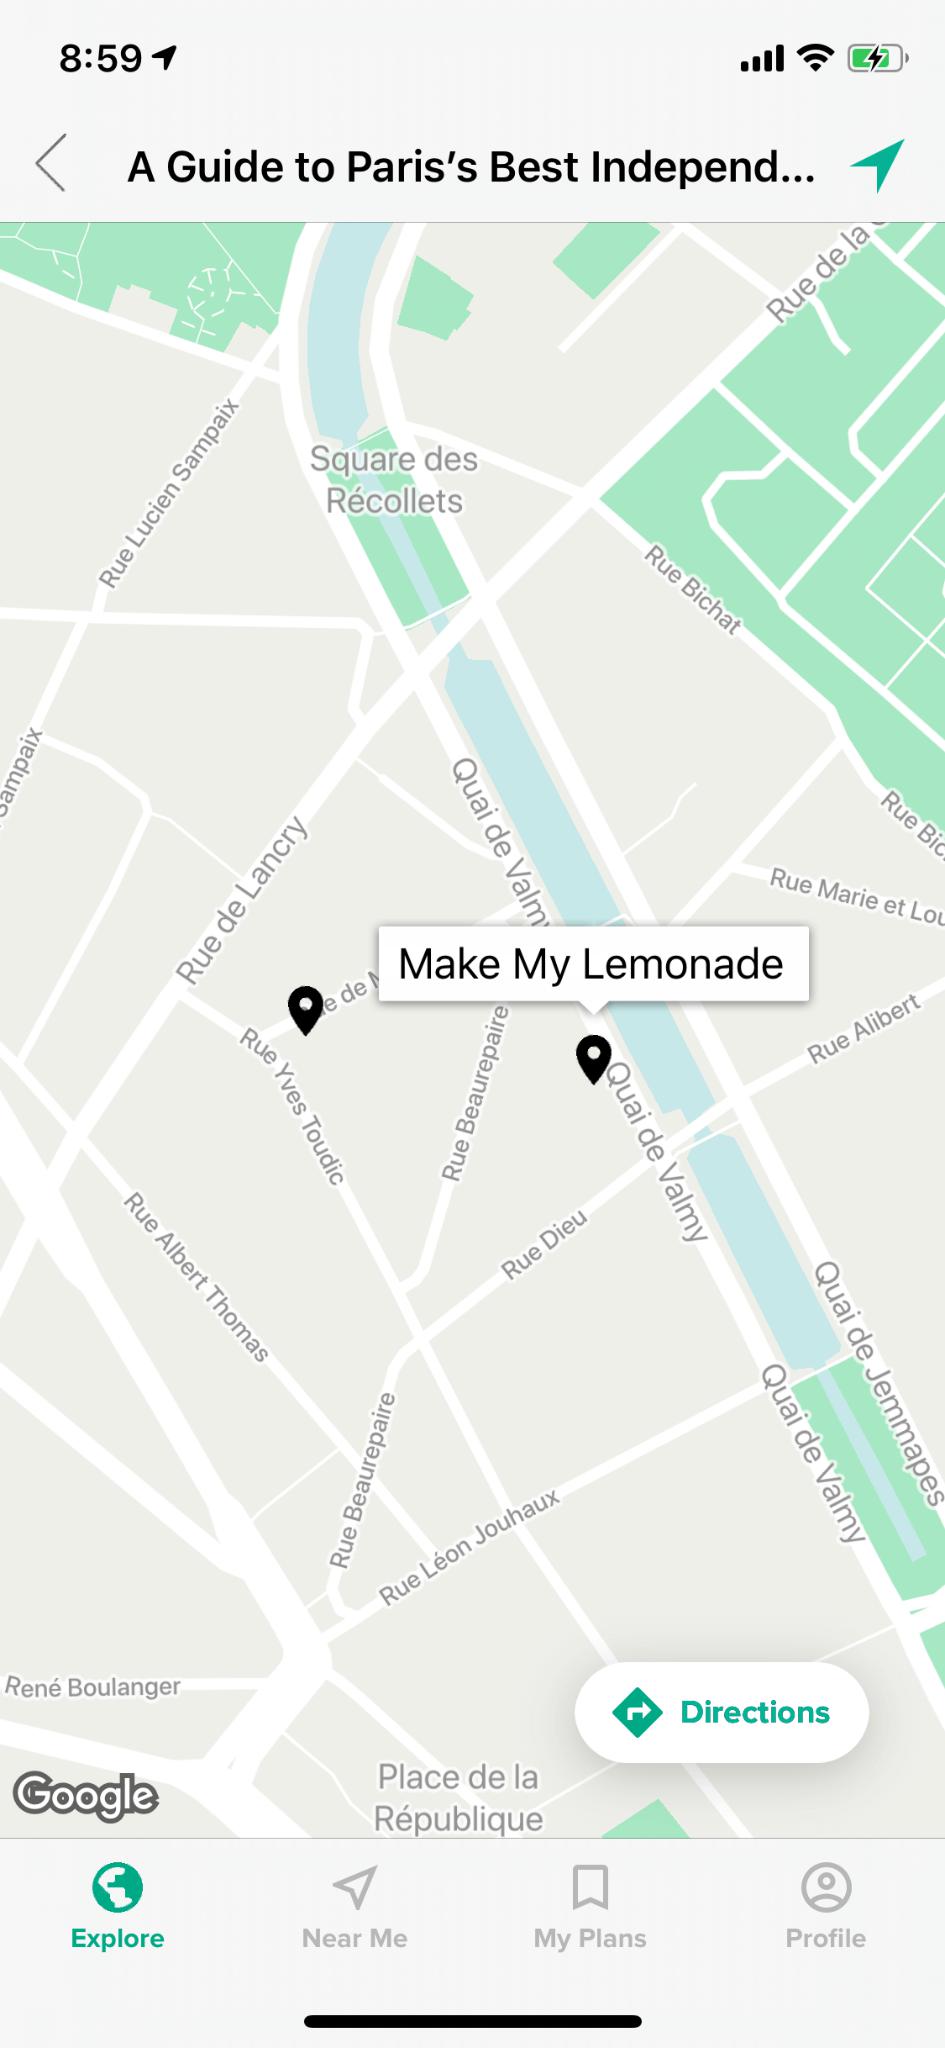 8:59
A Guide to Paris's Best Independ...
Rue de la
Rue Lucien Sampaix
Square des
Récollets
Rue Bichat
Sampaix
Quai de Valmy
Rue de Lancry
Rue Marie et Lou
Make My Lemonade
de
Rue Yves Toudic
Rue Beaurepaire
Quai de Valmy
Rue Alibert
Rue Albert Thomas
Rue Dieu
Quai de Jemmapes
Quai de Valmy
Rue Beaurepaire
Rue Léon Jouhaux
René Boulanger
Directions
Place de la
République
Google
Explore
Near Me
My Plans
Profile